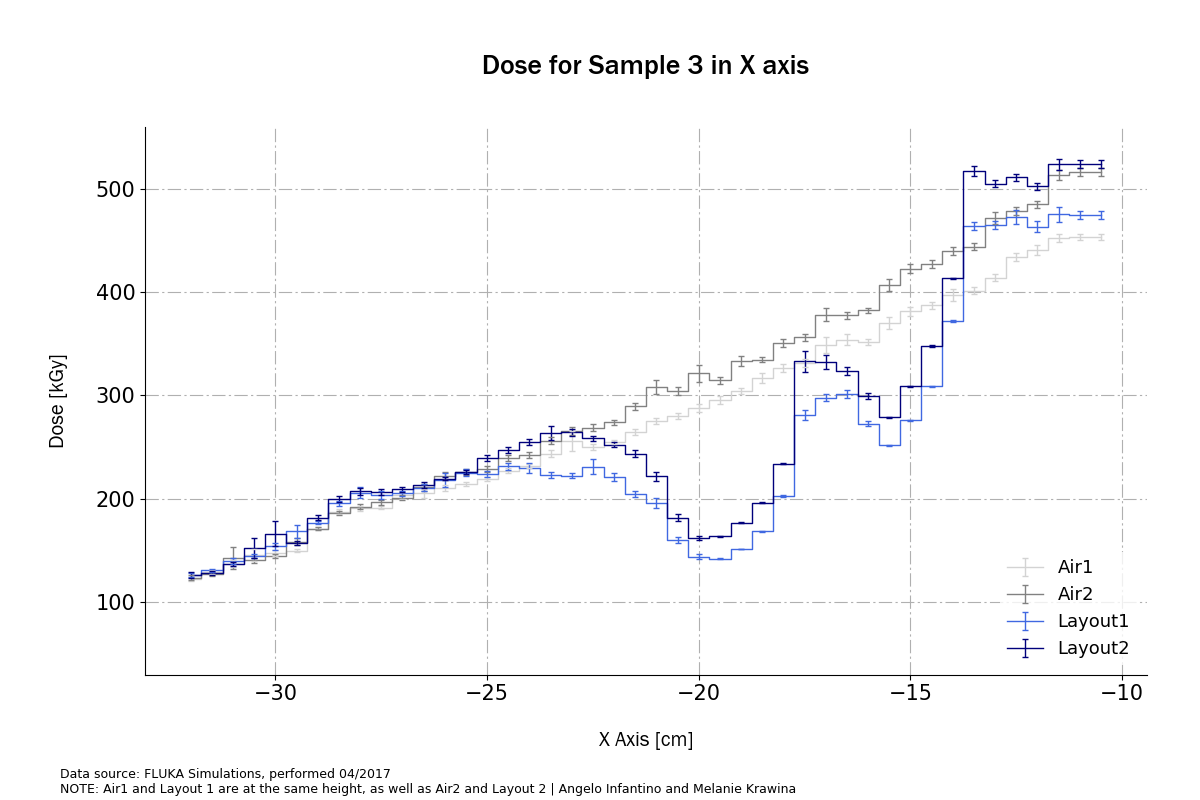 Dose for Sample 3 in X axis
500
400
300
200
100
Dose [kGy]
Air1
Air2
Layout1
Layout2
−30
−25
−20
−15
−10
X Axis [cm]
Data source: FLUKA Simulations, performed 04/2017
NOTE: Air1 and Layout 1 are at the same height, as well as Air2 and Layout 2 | Angelo Infantino and Melanie Krawina